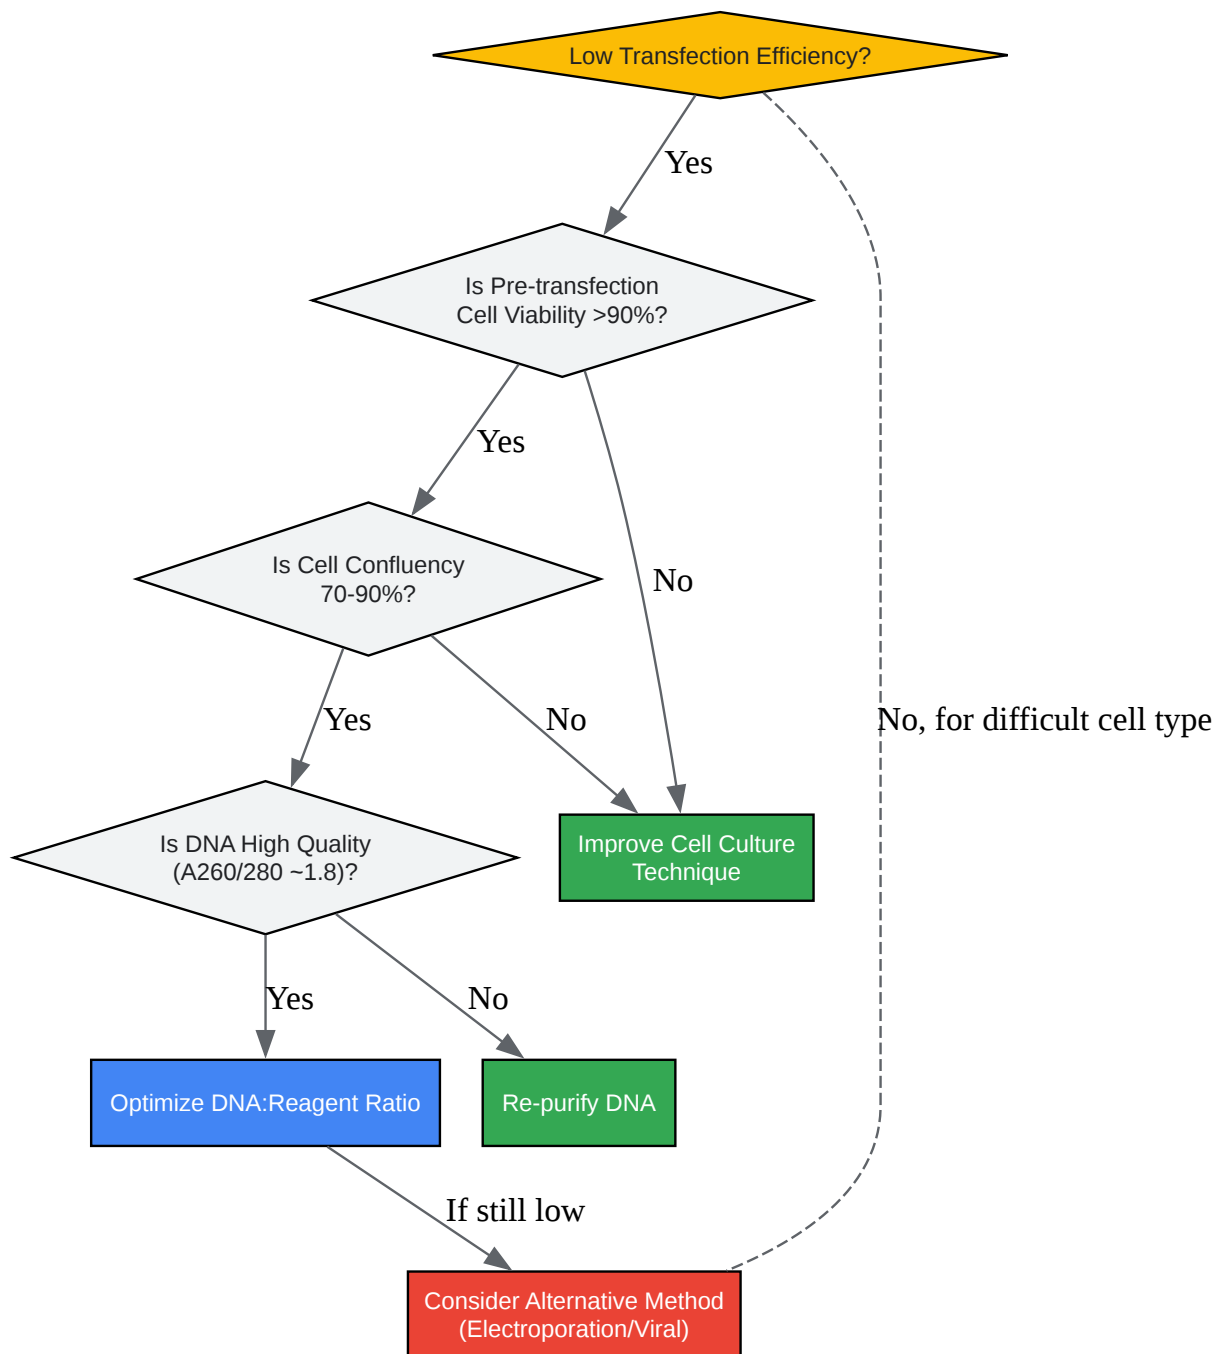 Low Transfection Efficiency?
Yes
Is Pre-transfection
Cell Viability >90%?
Yes
Is Cell Confluency
70-90%?
No
Yes
No
No, for difficult cell type
Is DNA High Quality
(A260/280 ~1.8)?
Improve Cell Culture
Technique
Yes
No
Optimize DNA:Reagent Ratio
Re-purify DNA
If still low
Consider Alternative Method
(Electroporation/Viral)